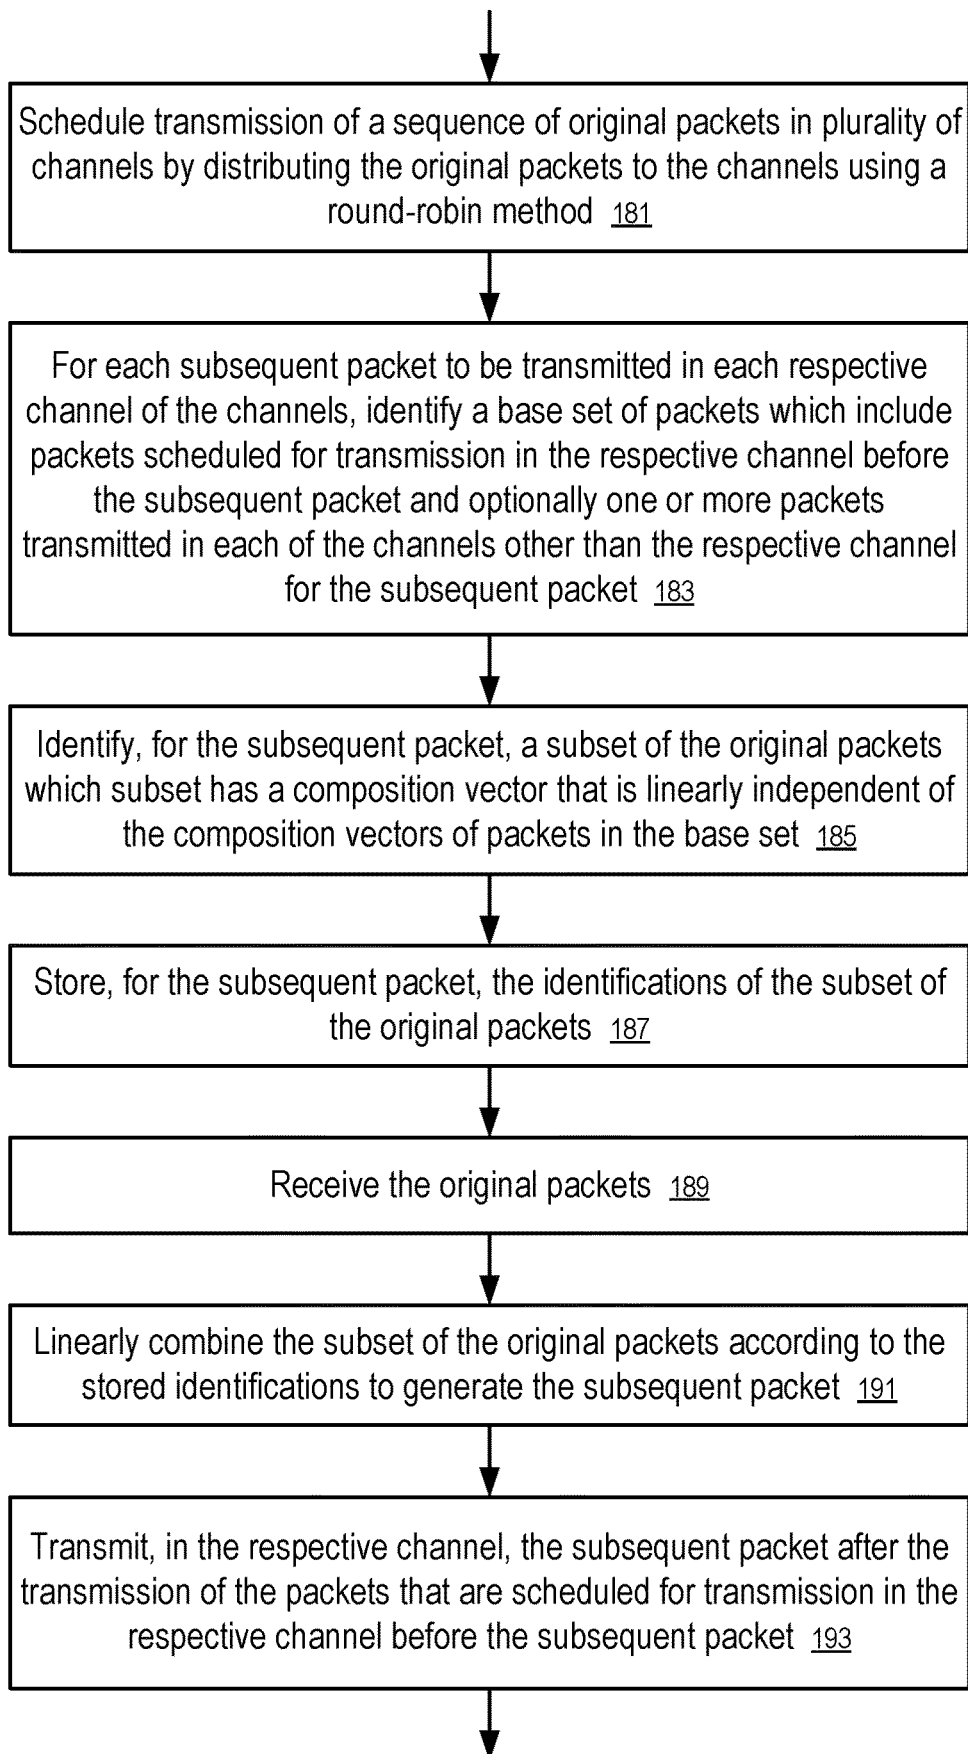 Schedule transmission of a sequence of original packets in plurality of
channels by distributing the original packets to the channels using a
round-robin method 181
For each subsequent packet to be transmitted in each respective
channel of the channels, identify a base set of packets which include
packets scheduled for transmission in the respective channel before
the subsequent packet and optionally one or more packets
transmitted in each of the channels other than the respective channel
for the subsequent packet 183
Identify, for the subsequent packet, a subset of the original packets
which subset has a composition vector that is linearly independent of
the composition vectors of packets in the base set 185
Store, for the subsequent packet, the identifications of the subset of
the original packets 187
Receive the original packets 189
Linearly combine the subset of the original packets according to the
stored identifications to generate the subsequent packet 191
Transmit, in the respective channel, the subsequent packet after the
transmission of the packets that are scheduled for transmission in the
respective channel before the subsequent packet 193